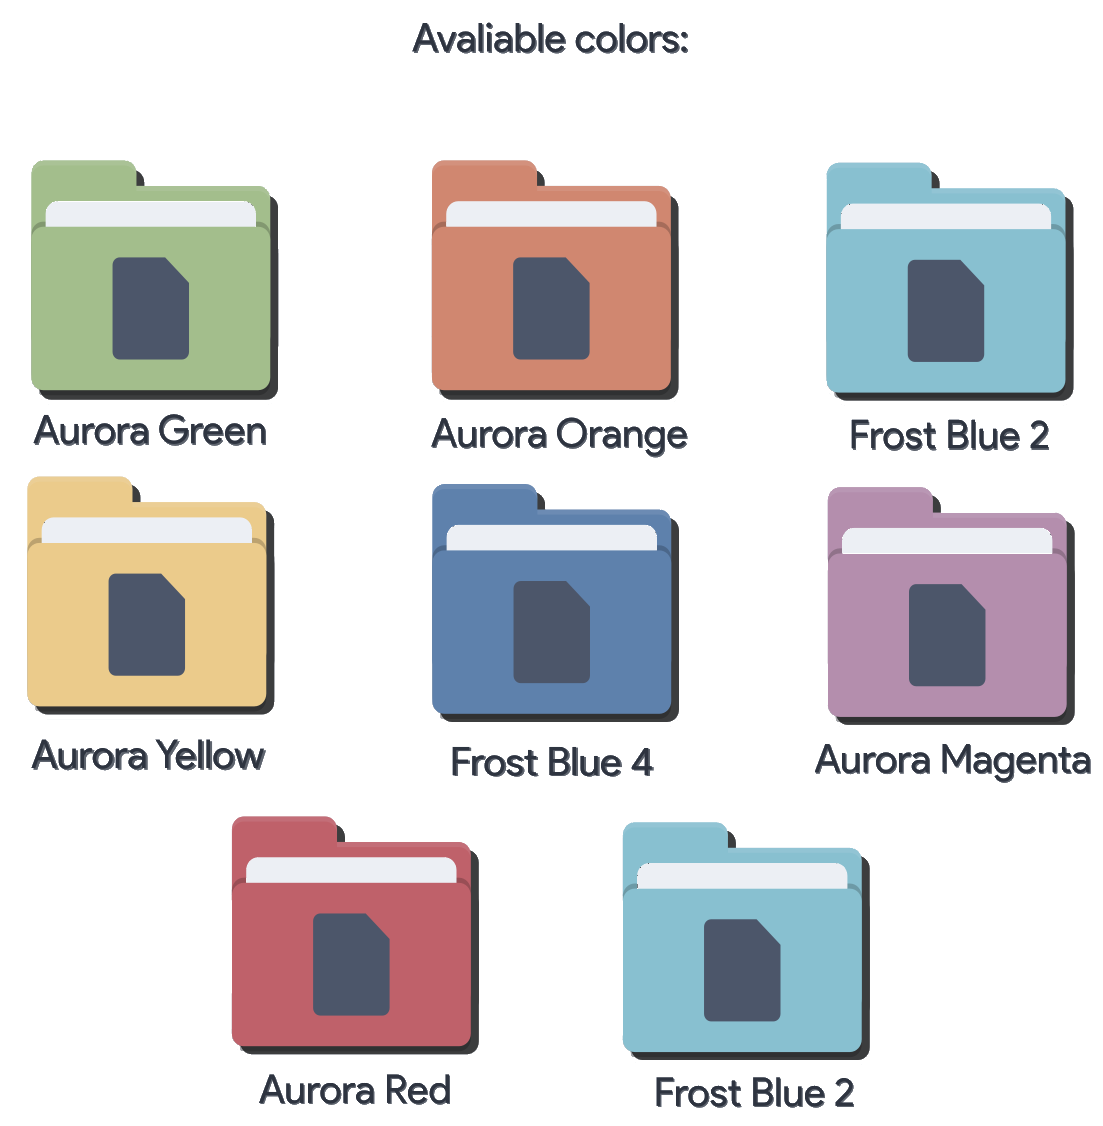 Avaliable colors:
Aurora Green
Aurora Orange
Frost Blue 2
Aurora Yellow
Frost Blue 4
Aurora Magenta
Aurora Red
Frost Blue 2